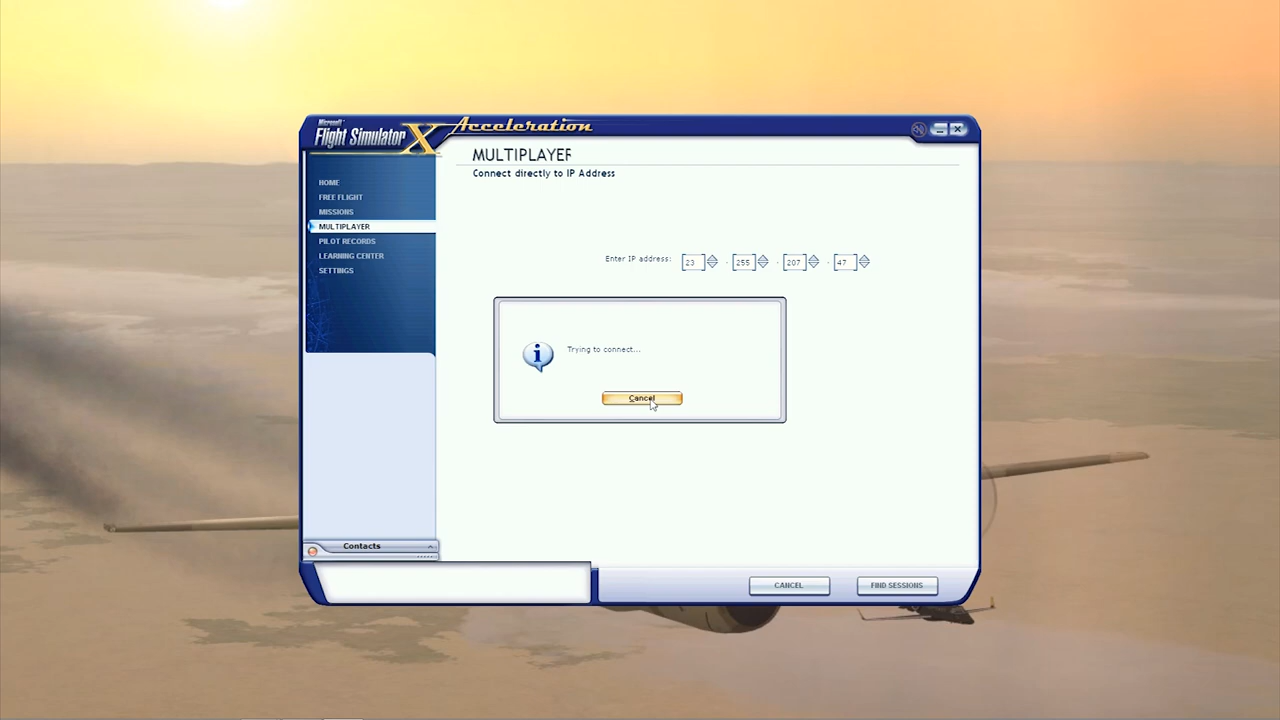 Microsoft
Flight Simulator X Acceleration
MULTIPLAYER
Connect directly to IP Address
HOME
FREE FLIGHT
MISSIONS
MULTIPLAYER
PILOT RECORDS
LEARNING CENTER
SETTINGS
Enter IP address: 23 . 255 . 207 . 47
i
Trying to connect...
Cancel
Contacts
CANCEL
FIND SESSIONS